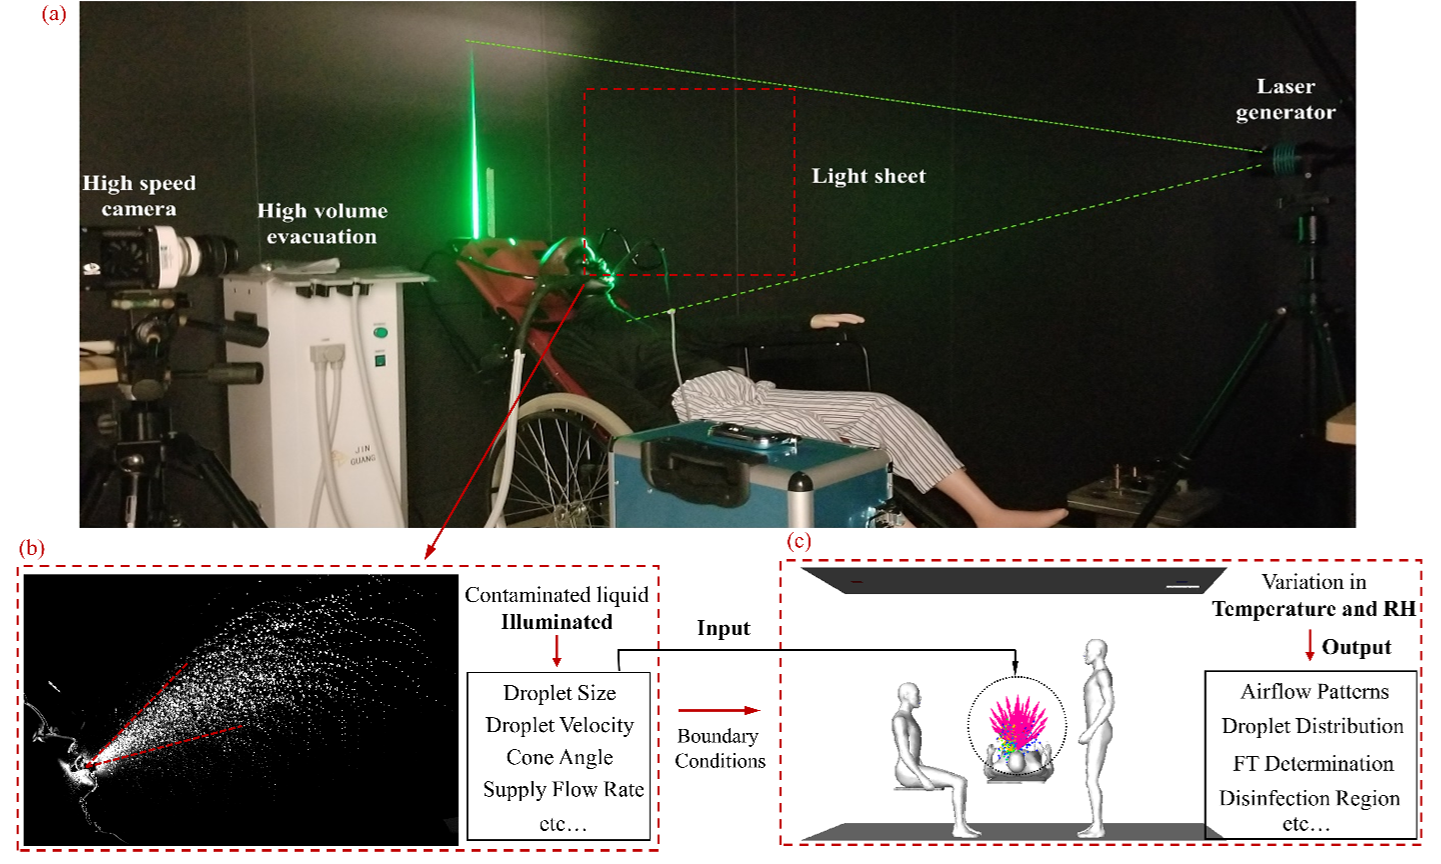 (a)
Laser
generator
Light sheet
High speed
camera
High volume
evacuation
JIN
GUANG
(b)
Contaminated liquid
Illuminated
Droplet Size
Droplet Velocity
Cone Angle
Supply Flow Rate
etc...
Input
Boundary
Conditions
(c)
Variation in
Temperature and RH
Output
Airflow Patterns
Droplet Distribution
FT Determination
Disinfection Region
etc...